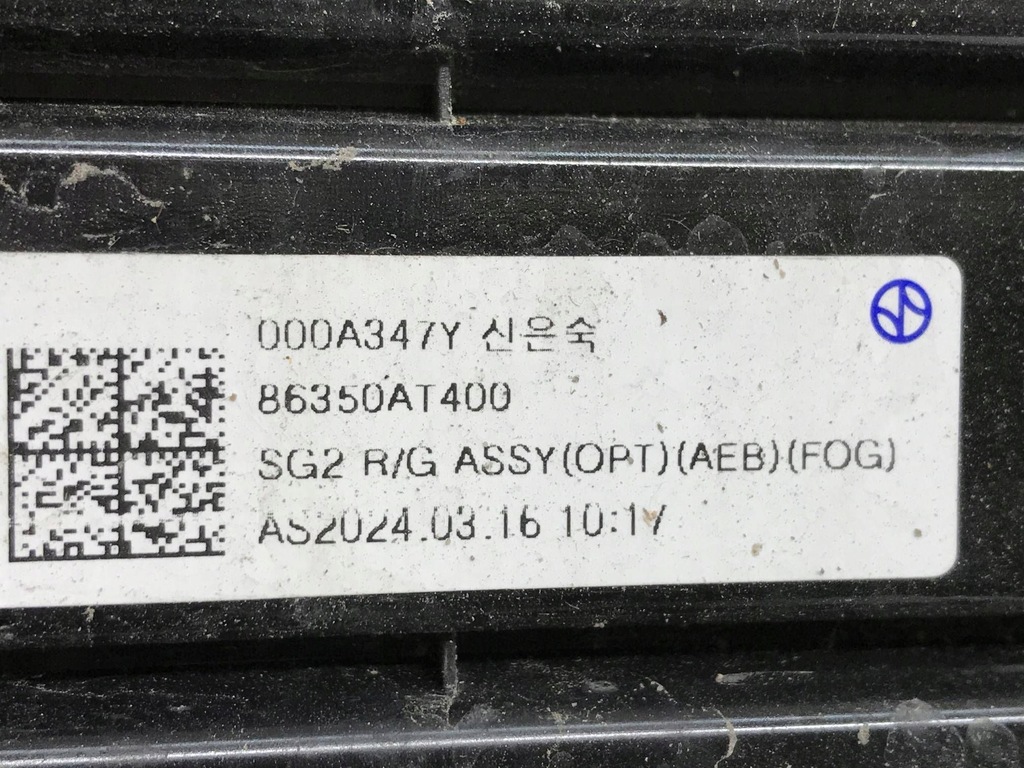 000A347Y 신은숙
86350AT400
SG2 R/G ASSY(OPT)(AEB)(FOG)
AS2024.03.16 10:17